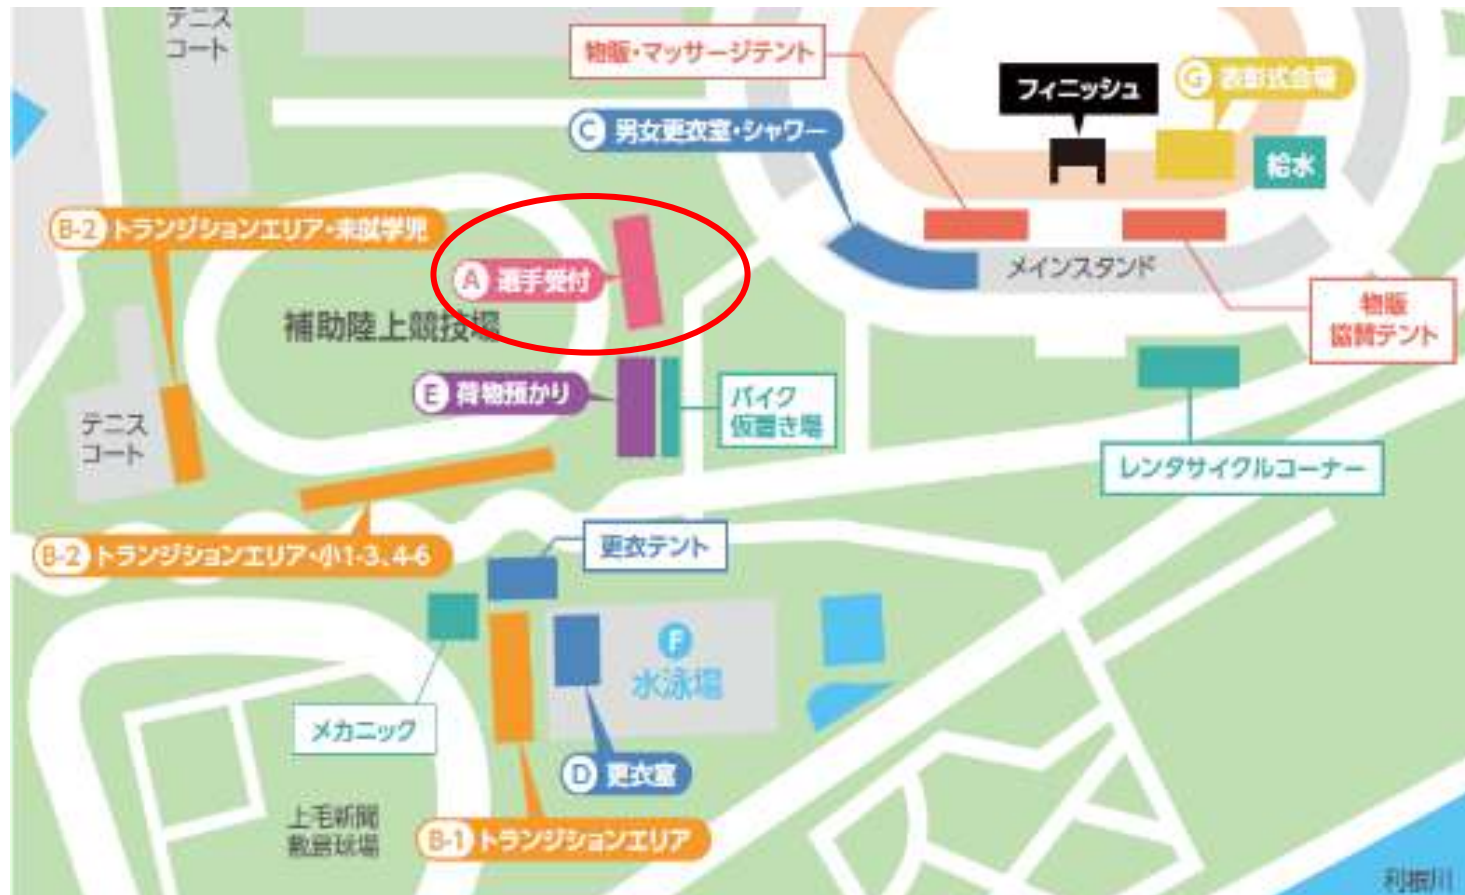 テニス
コート
物販・マッサージテント
フィニッシュ
G 表彰式会場
C 男女更衣室・シャワー
給水
B-2 トランジションエリア・未就学児
A 選手受付
メインスタンド
補助陸上競技場
物販
協賛テント
E 荷物預かり
バイク
仮置き場
テニス
コート
レンタサイクルコーナー
更衣テント
B-2 トランジションエリア・小1-3、4-6
F
水泳場
メカニック
D 更衣室
上毛新聞
敷島球場
B-1 トランジションエリア
利根川